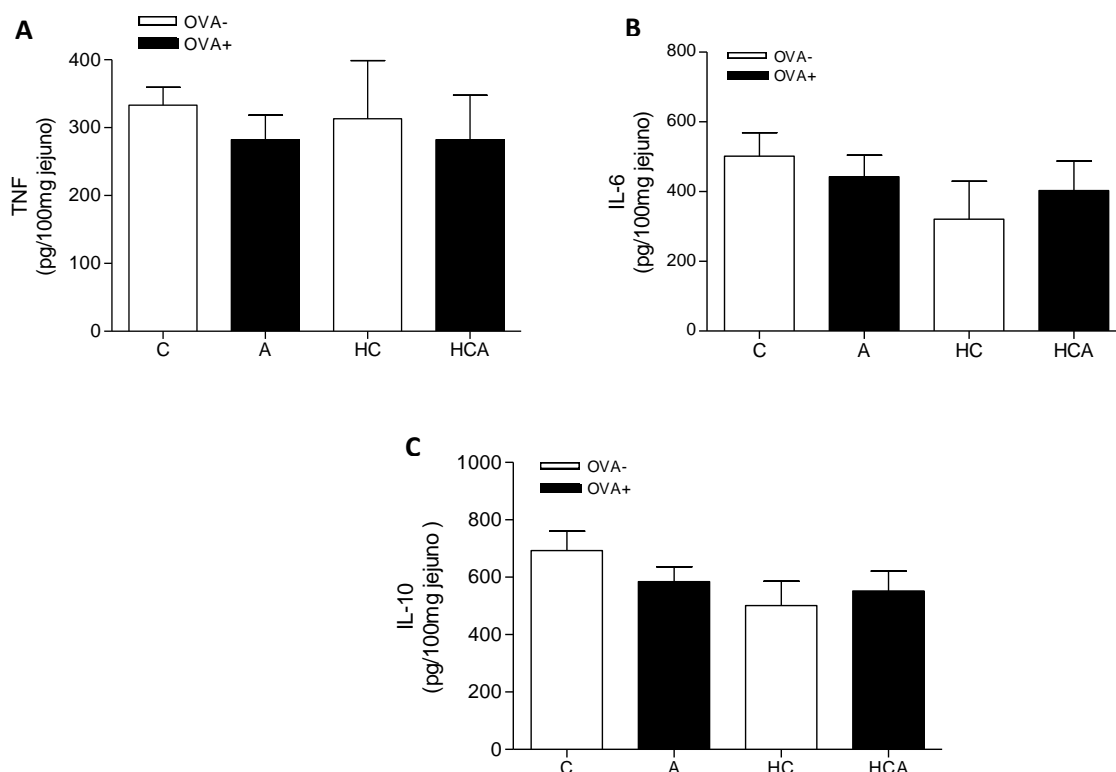 A
OVA-
OVA+
400
300
200
100
0
TNF
(pg/100mg jejuno)
C
A
HC
HCA
B
OVA-
OVA+
800
600
400
200
0
IL-6
(pg/100mg jejuno)
C
A
HC
HCA
C
OVA-
OVA+
1000
800
600
400
200
0
IL-10
(pg/100mg jejuno )
C
A
HC
HCA